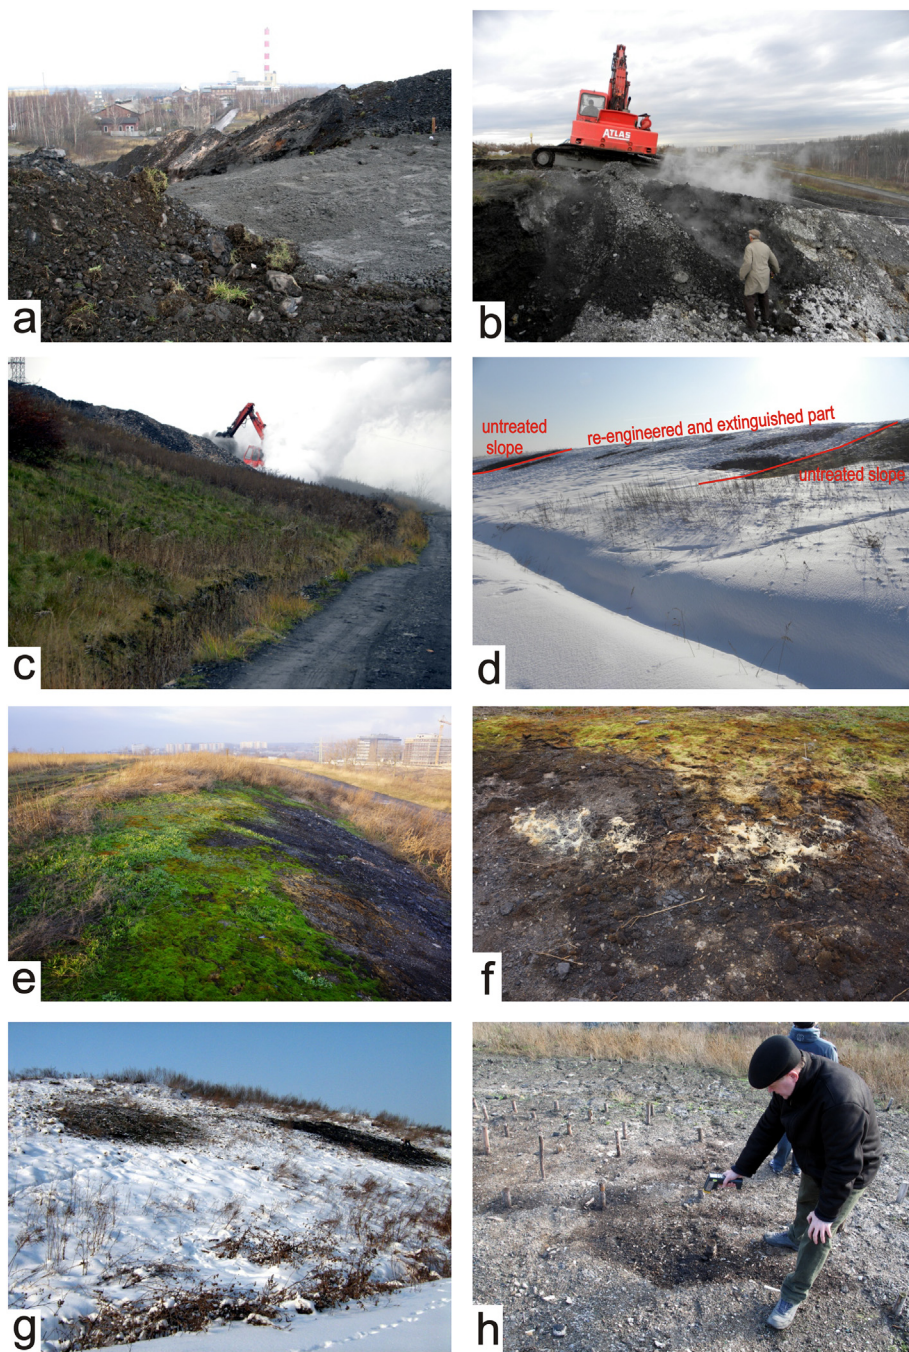 a
ATLAS
b
c
untreated
slope
re-engineered and extinguished part
untreated slope
d
e
f
g
h